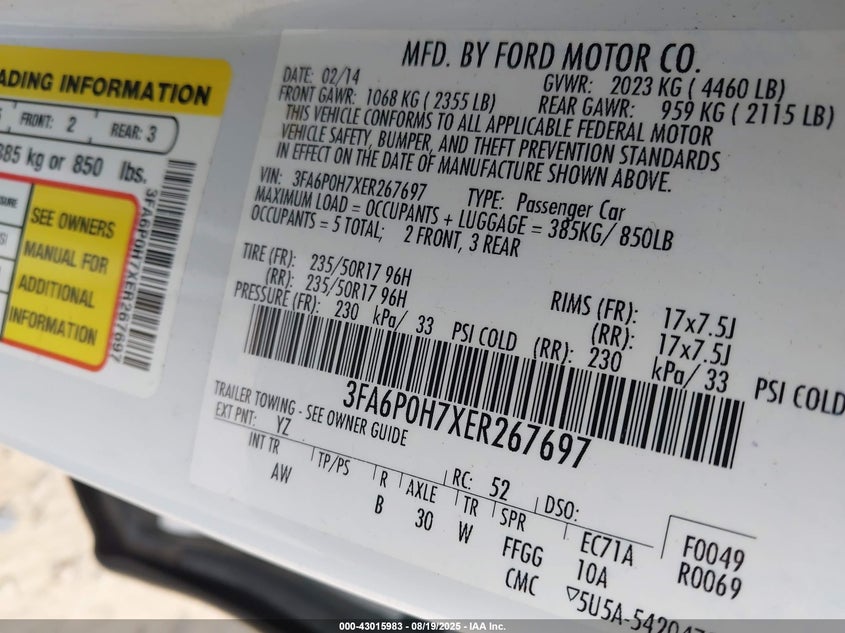 ADING INFORMATION
FRONT: 2 REAR: 3
385 kg or 850 lbs.
SEE OWNERS
MANUAL FOR
ADDITIONAL
INFORMATION
3FA6P0H7XER267697
MFD. BY FORD MOTOR CO.
DATE: 02/14 GVWR: 2023 KG ( 4460 LB)
FRONT GAWR: 1068 KG ( 2355 LB) REAR GAWR: 959 KG ( 2115 LB)
THIS VEHICLE CONFORMS TO ALL APPLICABLE FEDERAL MOTOR
VEHICLE SAFETY, BUMPER, AND THEFT PREVENTION STANDARDS
IN EFFECT ON THE DATE OF MANUFACTURE SHOWN ABOVE.
VIN: 3FA6P0H7XER267697 TYPE: Passenger Car
MAXIMUM LOAD = OCCUPANTS + LUGGAGE = 385KG/ 850LB
OCCUPANTS = 5 TOTAL; 2 FRONT, 3 REAR
TIRE (FR): 235/50R17 96H RIMS (FR): 17x7.5J
(RR): 235/50R17 96H (RR): 17x7.5J
PRESSURE (FR): 230 kPa/ 33 PSI COLD (RR): 230 kPa/ 33 PSI COLD
3FA6P0H7XER267697
TRAILER TOWING - SEE OWNER GUIDE
EXT PNT: YZ RC: 52 DSO:
INT TR TP/PS R AXLE TR SPR EC71A F0049
AW B 30 W FFGG 10A R0069
CMC ▽5U5A-54204
000-43015983 - 08/19/2025 - IAA Inc.